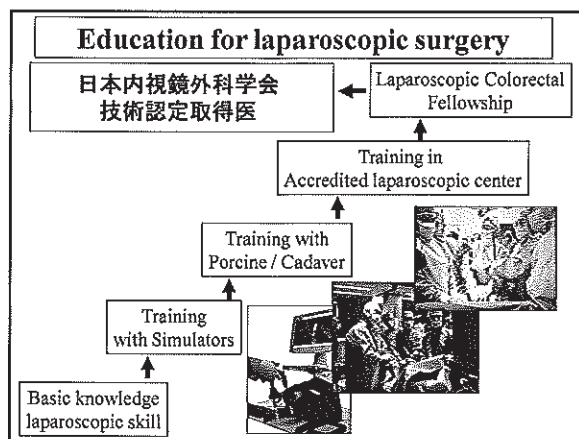 Education for laparoscopic surgery
日本内視鏡外科学会
技術認定取得医
Laparoscopic Colorectal
Fellowship
Training in
Accredited laparoscopic center
Training with
Porcine / Cadaver
Training
with Simulators
Basic knowledge
laparoscopic skill